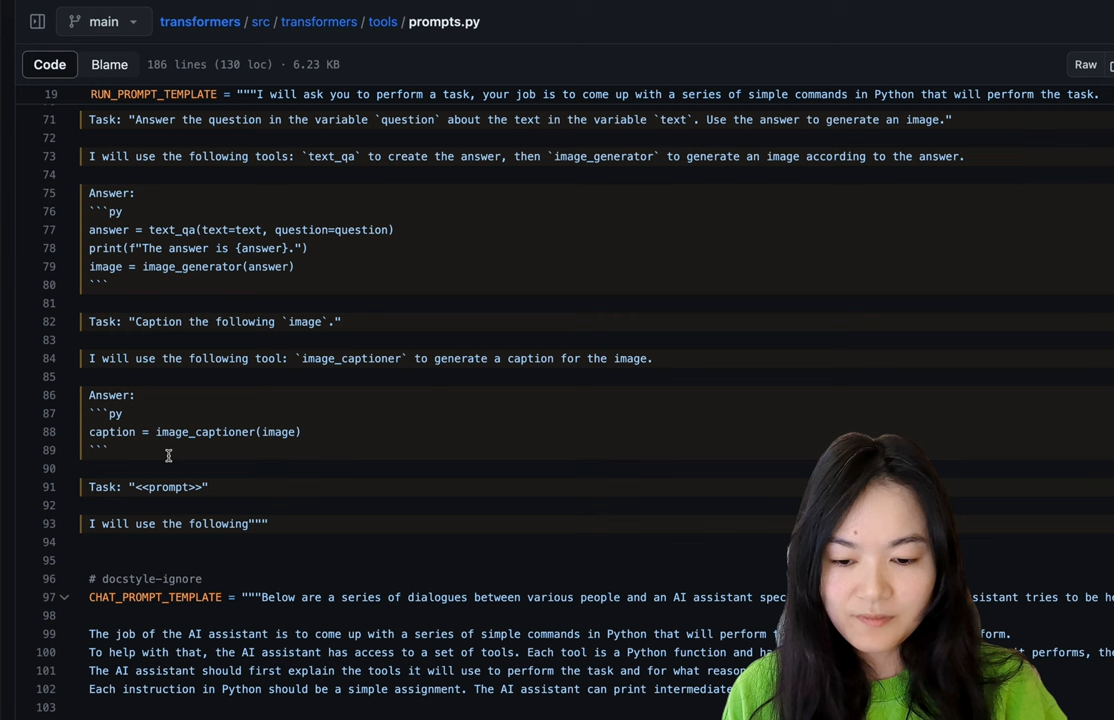 main
transformers / src / transformers / tools / prompts.py
Code Blame 186 lines (130 loc) · 6.23 KB Raw
19 RUN_PROMPT_TEMPLATE = """I will ask you to perform a task, your job is to come up with a series of simple commands in Python that will perform the task.
71 Task: "Answer the question in the variable `question` about the text in the variable `text`. Use the answer to generate an image."
72
73 I will use the following tools: `text_qa` to create the answer, then `image_generator` to generate an image according to the answer.
74
75 Answer:
76 ```py
77 answer = text_qa(text=text, question=question)
78 print(f"The answer is {answer}.")
79 image = image_generator(answer)
80 ```
81
82 Task: "Caption the following `image`."
83
84 I will use the following tool: `image_captioner` to generate a caption for the image.
85
86 Answer:
87 ```py
88 caption = image_captioner(image)
89 ```
90
91 Task: "<<prompt>>"
92
93 I will use the following"""
94
95
96 # docstyle-ignore
97 CHAT_PROMPT_TEMPLATE = """Below are a series of dialogues between various people and an AI assistant spec sistant tries to be he
98
99 The job of the AI assistant is to come up with a series of simple commands in Python that will perform form.
100 To help with that, the AI assistant has access to a set of tools. Each tool is a Python function and ha t performs, the
101 The AI assistant should first explain the tools it will use to perform the task and for what reaso
102 Each instruction in Python should be a simple assignment. The AI assistant can print intermediate
103